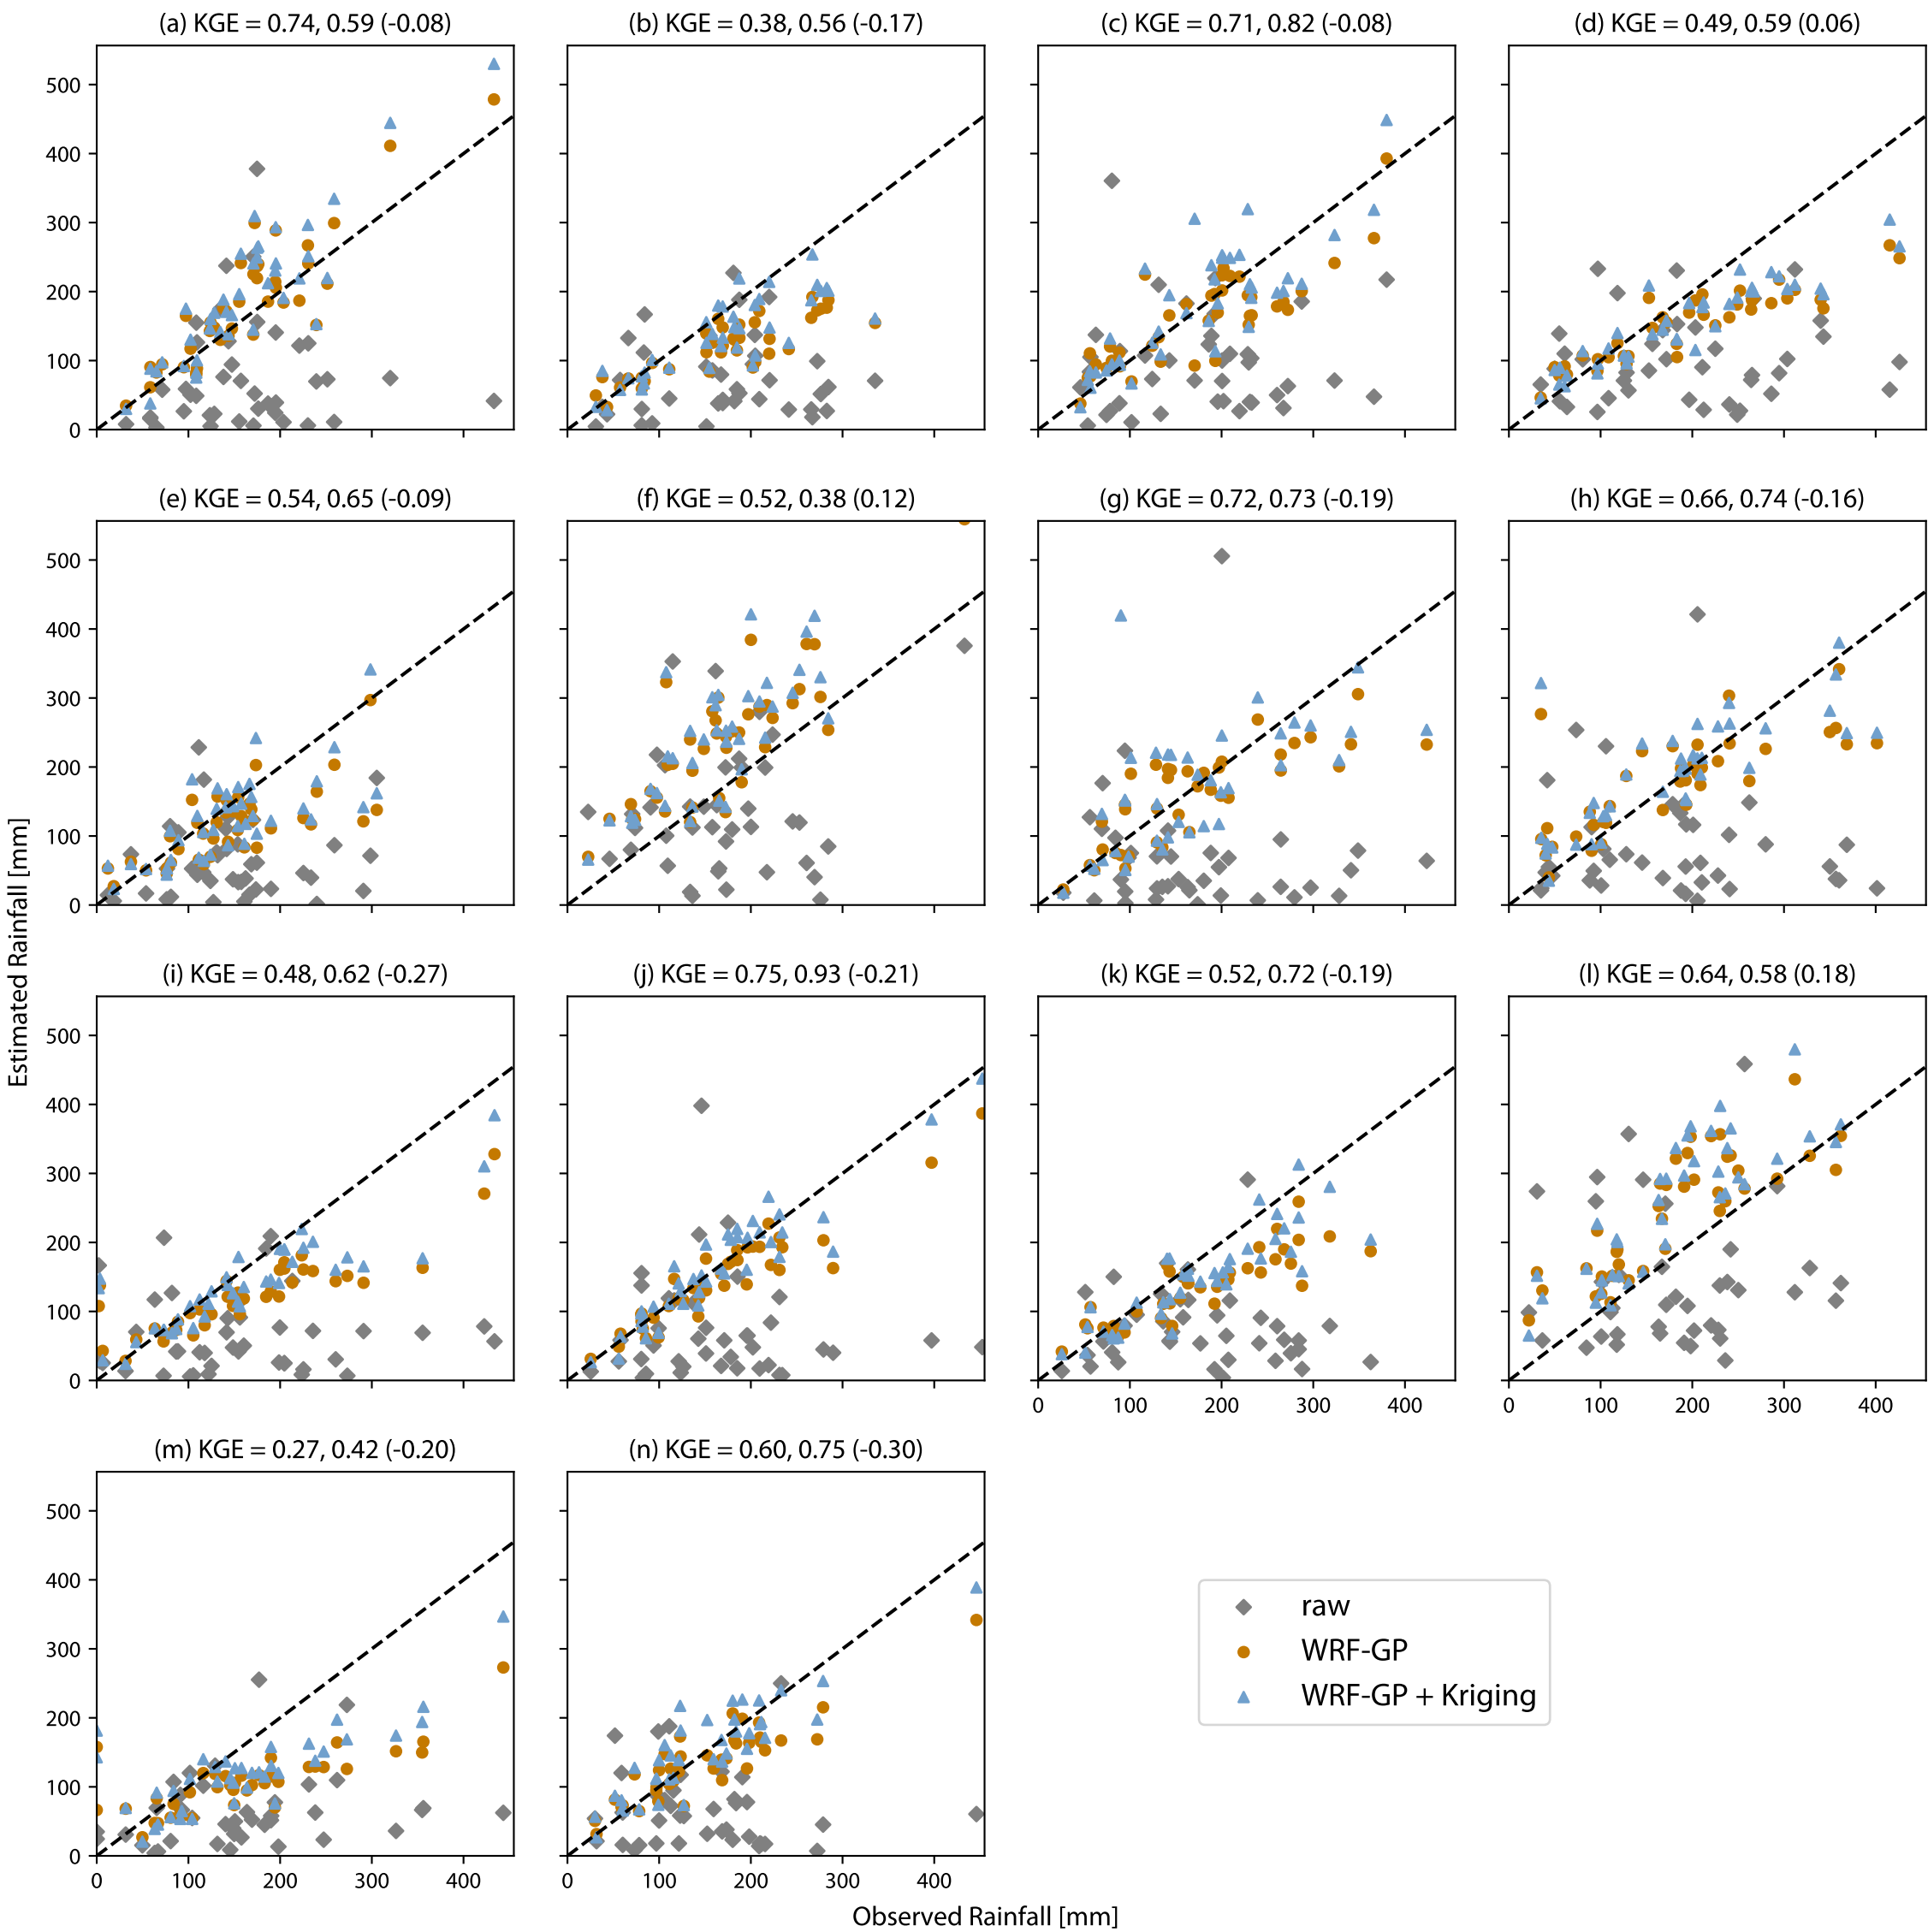 (a) KGE = 0.74, 0.59 (-0.08)
(b) KGE = 0.38, 0.56 (-0.17)
(c) KGE = 0.71, 0.82 (-0.08)
(d) KGE = 0.49, 0.59 (0.06)
500
400
300
200
100
0
(e) KGE = 0.54, 0.65 (-0.09)
(f) KGE = 0.52, 0.38 (0.12)
(g) KGE = 0.72, 0.73 (-0.19)
(h) KGE = 0.66, 0.74 (-0.16)
500
400
300
200
100
0
Estimated Rainfall [mm]
(i) KGE = 0.48, 0.62 (-0.27)
(j) KGE = 0.75, 0.93 (-0.21)
(k) KGE = 0.52, 0.72 (-0.19)
(l) KGE = 0.64, 0.58 (0.18)
500
400
300
200
100
0
0 100 200 300 400
0 100 200 300 400
(m) KGE = 0.27, 0.42 (-0.20)
(n) KGE = 0.60, 0.75 (-0.30)
500
400
300
200
100
0
0 100 200 300 400
0 100 200 300 400
raw
WRF-GP
WRF-GP + Kriging
Observed Rainfall [mm]